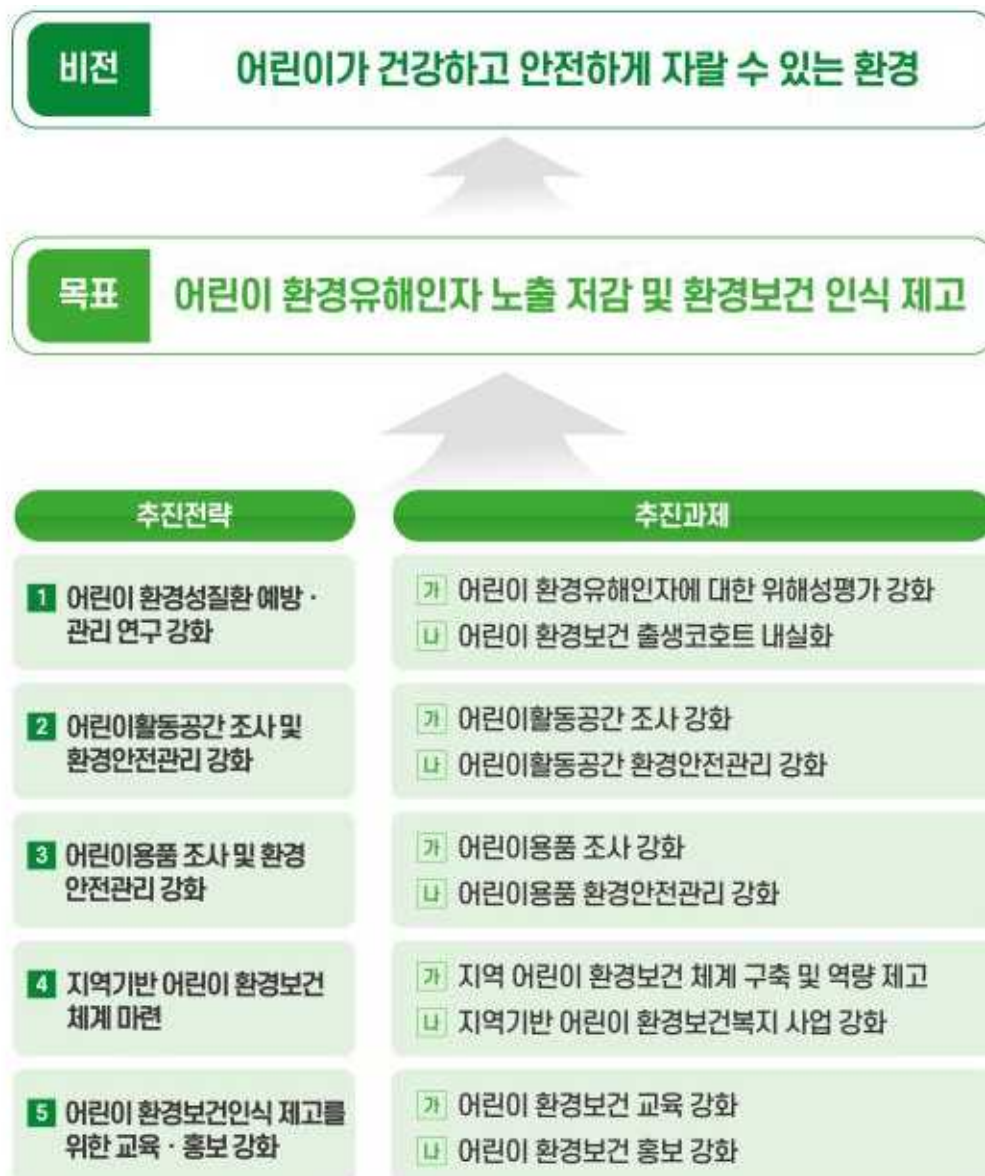 비전
어린이가 건강하고 안전하게 자랄 수 있는 환경
목표
어린이 환경유해인자 노출 저감 및 환경보건 인식 제고
추진전략
추진과제
1 어린이 환경성질환 예방 ·
관리 연구 강화
가 어린이 환경유해인자에 대한 위해성평가 강화
나 어린이 환경보건 출생코호트 내실화
2 어린이활동공간 조사 및
환경안전관리 강화
가 어린이활동공간 조사 강화
나 어린이활동공간 환경안전관리 강화
3 어린이용품 조사 및 환경
안전관리 강화
가 어린이용품 조사 강화
나 어린이용품 환경안전관리 강화
4 지역기반 어린이 환경보건
체계 마련
가 지역 어린이 환경보건 체계 구축 및 역량 제고
나 지역기반 어린이 환경보건복지 사업 강화
5 어린이 환경보건인식 제고를
위한 교육 · 홍보 강화
가 어린이 환경보건 교육 강화
나 어린이 환경보건 홍보 강화